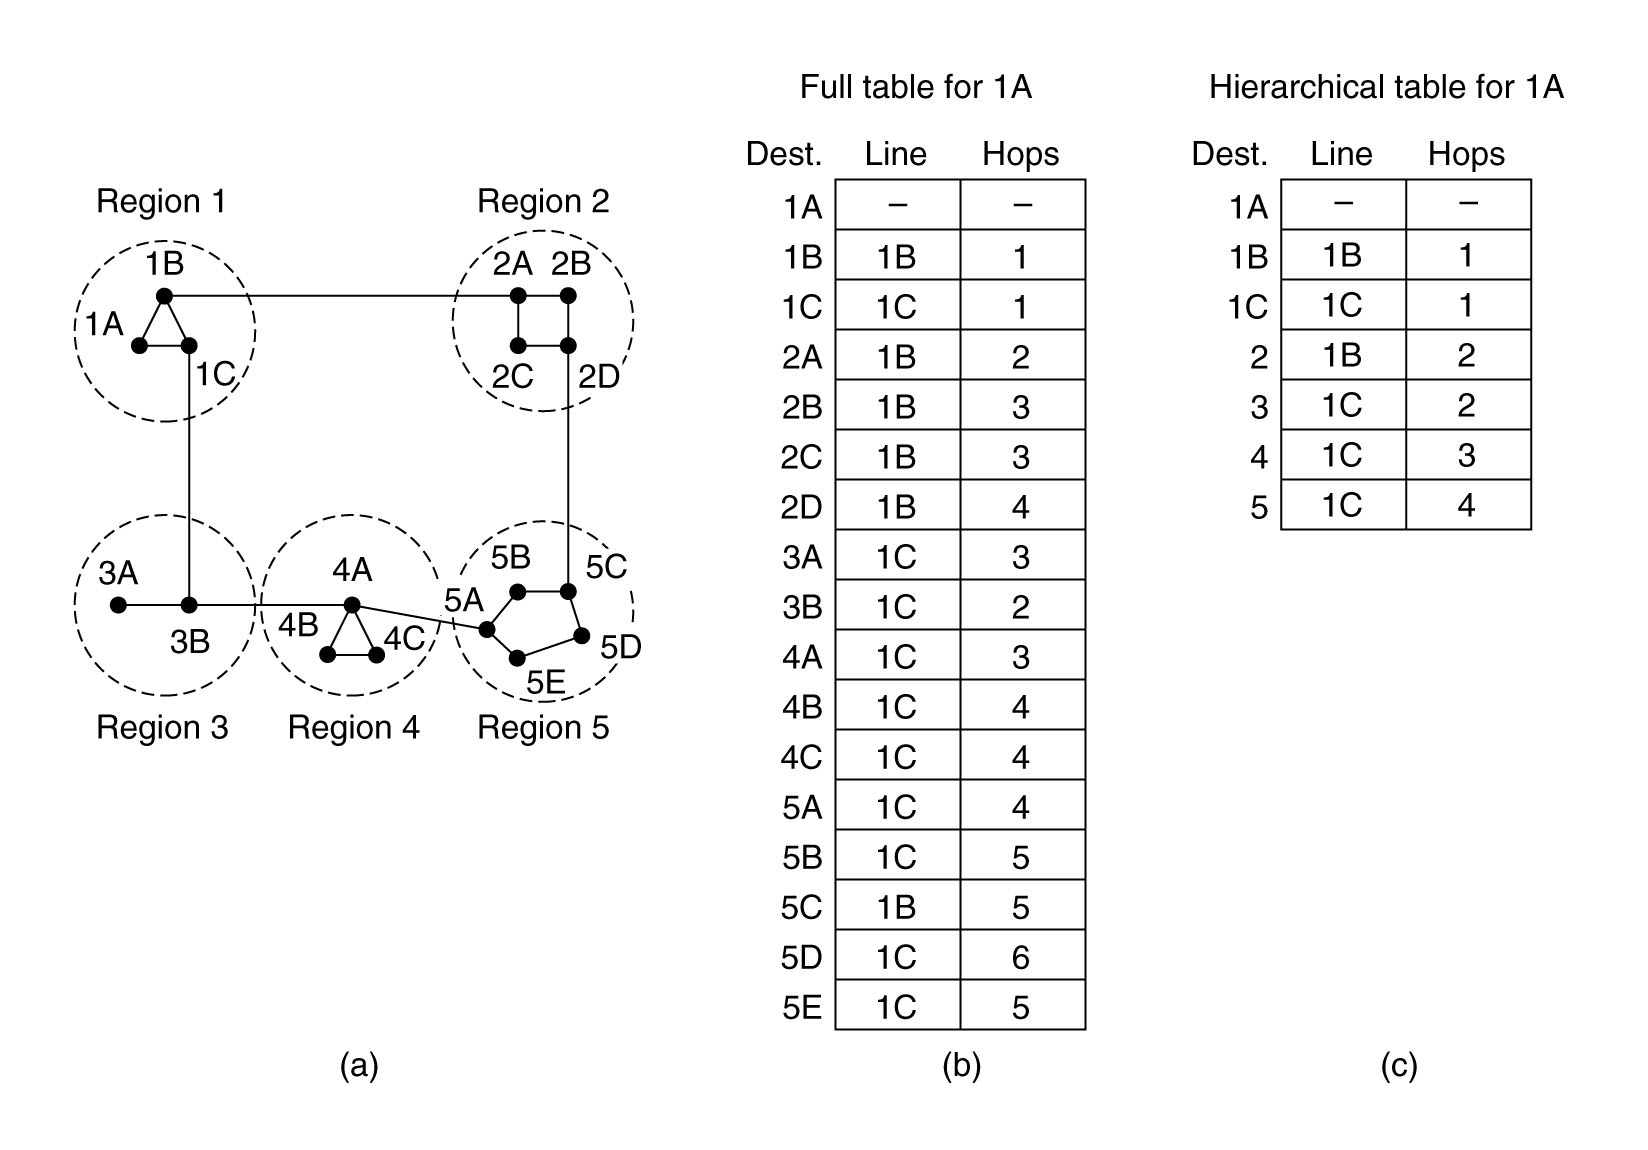 Full table for 1A
Hierarchical table for 1A
Region 1
Region 2
1B
1A
1C
2A 2B
2C 2D
3A
3B
4A
4B
4C
5A
5B
5C
5D
5E
Region 3
Region 4
Region 5
(a)
Dest. Line Hops
1A – –
1B 1B 1
1C 1C 1
2A 1B 2
2B 1B 3
2C 1B 3
2D 1B 4
3A 1C 3
3B 1C 2
4A 1C 3
4B 1C 4
4C 1C 4
5A 1C 4
5B 1C 5
5C 1B 5
5D 1C 6
5E 1C 5
(b)
Dest. Line Hops
1A – –
1B 1B 1
1C 1C 1
2 1B 2
3 1C 2
4 1C 3
5 1C 4
(c)